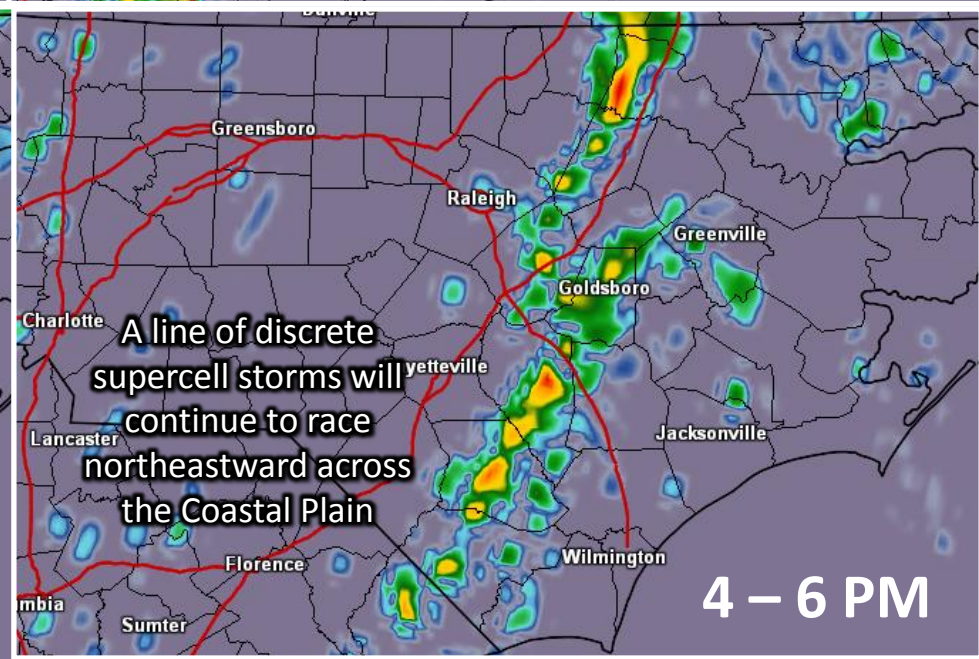 Danville
Greensboro
Raleigh
Greenville
Goldsboro
Charlotte
A line of discrete
supercell storms will
yetteville
continue to race
Jacksonville
Lancaster
northeastward across
the Coastal Plain
Wilmington
Florence
4 – 6 PM
mbia
Sumter